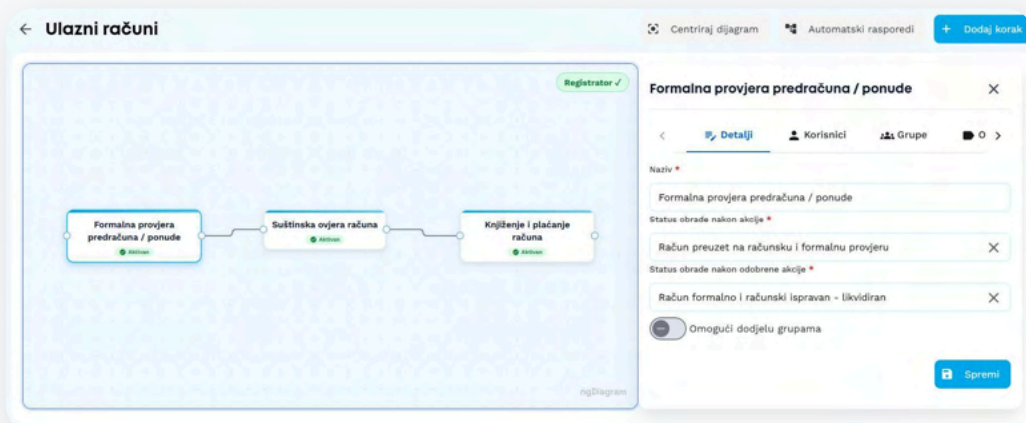 Ulazni računi
Centriraj dijagram
Automatski rasporedi
+ Dodaj korak
Registrator ✓
Formalna provjera
predračuna / ponude
Aktivan
Suštinska ovjera računa
Aktivan
Knjiženje i plaćanje
računa
Aktivan
ngDiagram
Formalna provjera predračuna / ponude
Detalji
Korisnici
Grupe
O
Naziv *
Formalna provjera predračuna / ponude
Status obrade nakon akcije *
Račun preuzet na računsku i formalnu provjeru
Status obrade nakon odobrene akcije *
Račun formalno i računski ispravan - likvidiran
Omogući dodjelu grupama
Spremi